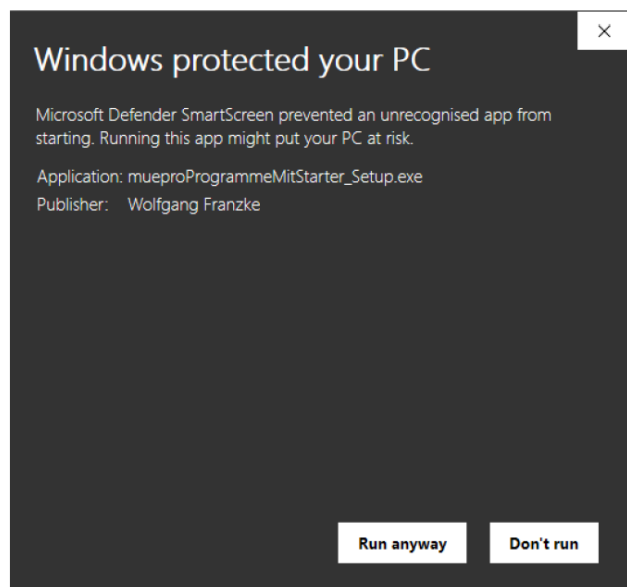 Windows protected your PC
Microsoft Defender SmartScreen prevented an unrecognised app from
starting. Running this app might put your PC at risk.
Application: mueproProgrammeMitStarter_Setup.exe
Publisher: Wolfgang Franzke
Run anyway Don't run